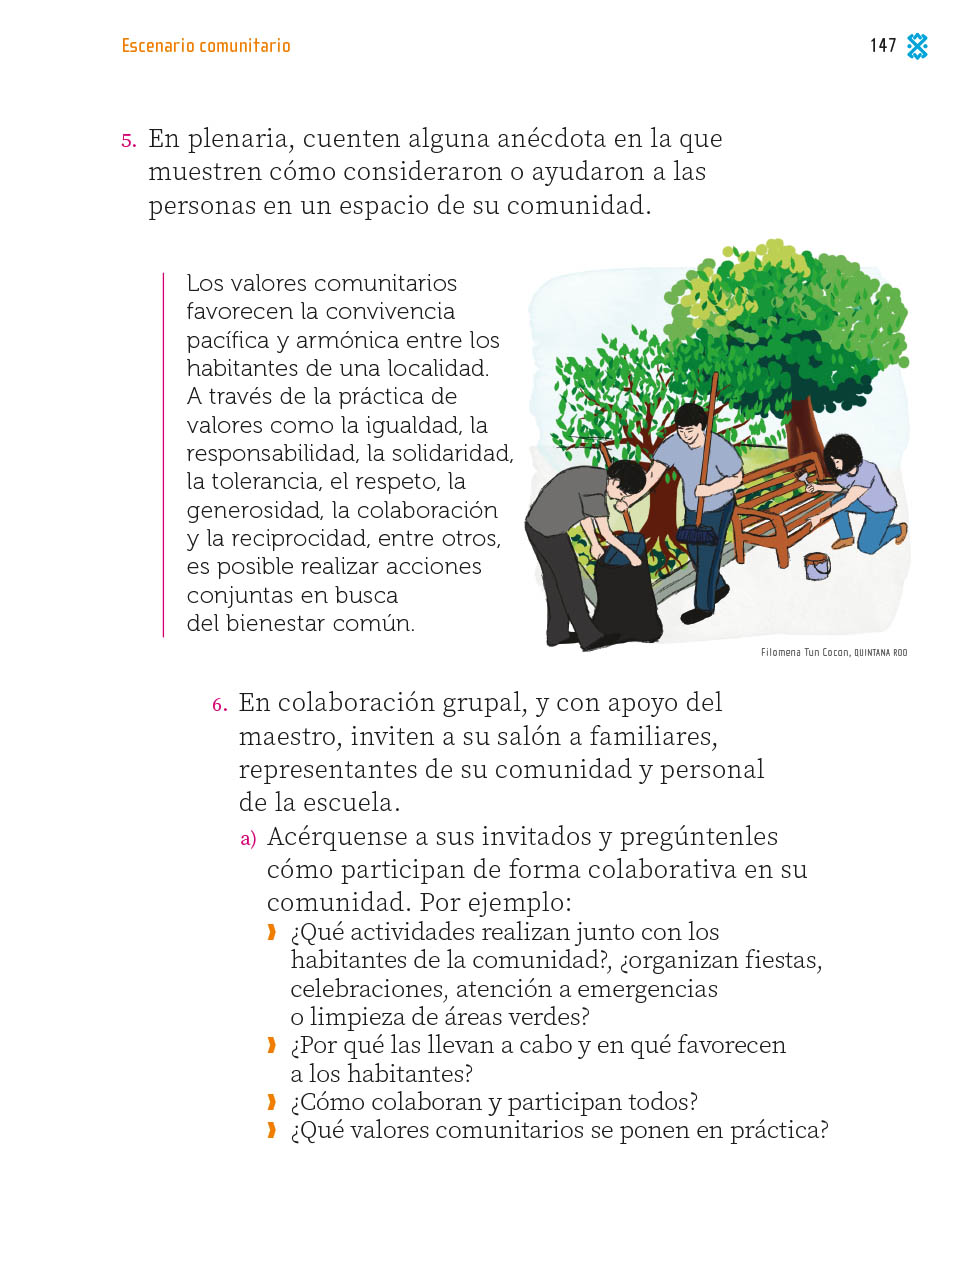 Escenario comunitario
147
5. En plenaria, cuenten alguna anécdota en la que
muestren cómo consideraron o ayudaron a las
personas en un espacio de su comunidad.
Los valores comunitarios
favorecen la convivencia
pacífica y armónica entre los
habitantes de una localidad.
A través de la práctica de
valores como la igualdad, la
responsabilidad, la solidaridad,
la tolerancia, el respeto, la
generosidad, la colaboración
y la reciprocidad, entre otros,
es posible realizar acciones
conjuntas en busca
del bienestar común.
Filomena Tun Cocon, QUINTANA ROO
6. En colaboración grupal, y con apoyo del
maestro, inviten a su salón a familiares,
representantes de su comunidad y personal
de la escuela.
a) Acérquense a sus invitados y pregúntenles
cómo participan de forma colaborativa en su
comunidad. Por ejemplo:
¿Qué actividades realizan junto con los
habitantes de la comunidad?, ¿organizan fiestas,
celebraciones, atención a emergencias
o limpieza de áreas verdes?
¿Por qué las llevan a cabo y en qué favorecen
a los habitantes?
¿Cómo colaboran y participan todos?
¿Qué valores comunitarios se ponen en práctica?